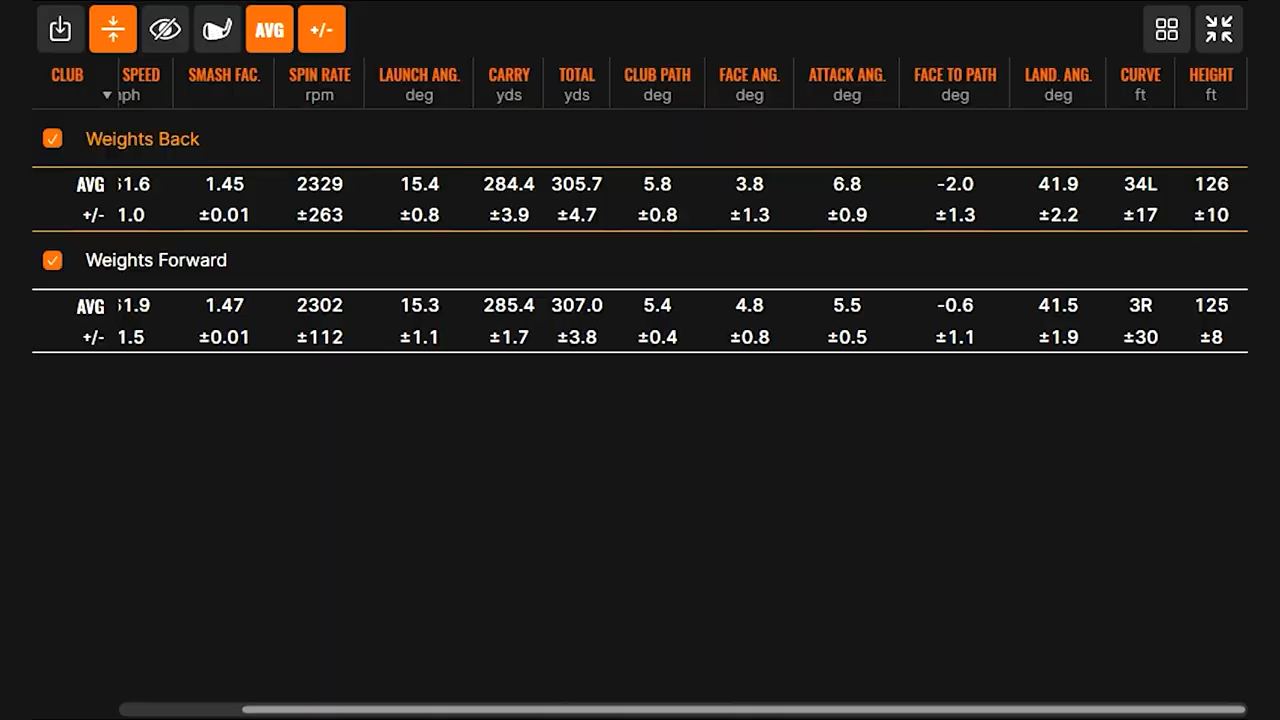 AVG +/-
CLUB SPEED SMASH FAC. SPIN RATE LAUNCH ANG. CARRY TOTAL CLUB PATH FACE ANG. ATTACK ANG. FACE TO PATH LAND. ANG. CURVE HEIGHT
rpm deg yds yds deg deg deg deg deg ft ft
Weights Back
AVG 1.45 2329 15.4 284.4 305.7 5.8 3.8 6.8 -2.0 41.9 34L 126
+/- 1.0 ±0.01 ±263 ±0.8 ±3.9 ±4.7 ±0.8 ±1.3 ±0.9 ±1.3 ±2.2 ±17 ±10
Weights Forward
AVG 1.47 2302 15.3 285.4 307.0 5.4 4.8 5.5 -0.6 41.5 3R 125
+/- 1.5 ±0.01 ±112 ±1.1 ±1.7 ±3.8 ±0.4 ±0.8 ±0.5 ±1.1 ±1.9 ±30 ±8